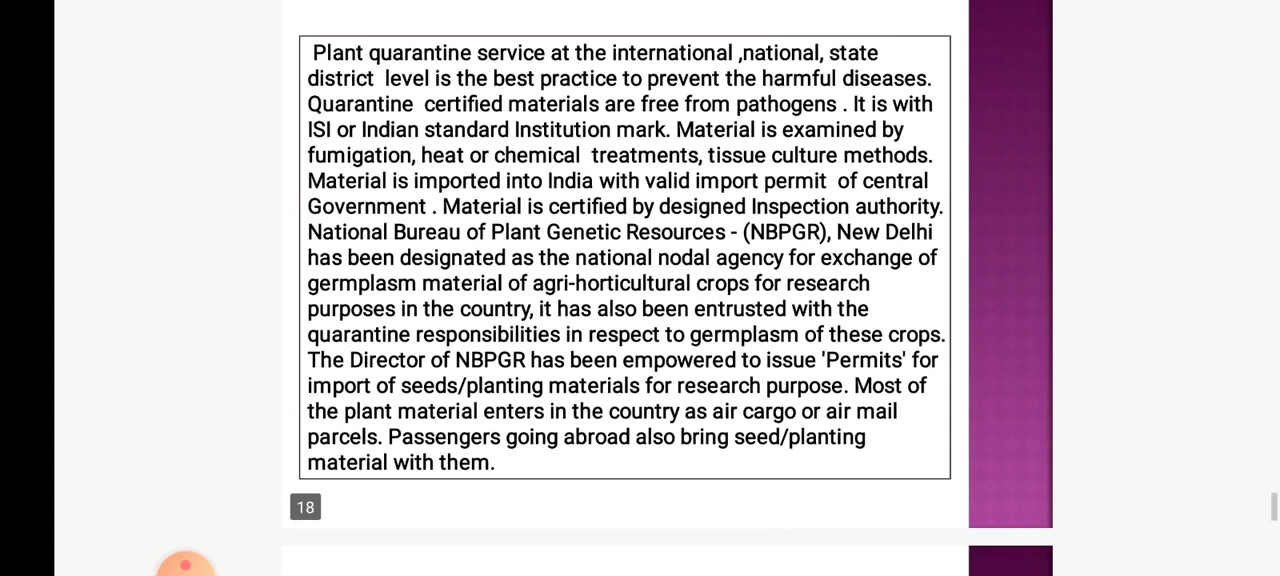 Plant quarantine service at the international ,national, state
district level is the best practice to prevent the harmful diseases.
Quarantine certified materials are free from pathogens . It is with
ISI or Indian standard Institution mark. Material is examined by
fumigation, heat or chemical treatments, tissue culture methods.
Material is imported into India with valid import permit of central
Government . Material is certified by designed Inspection authority.
National Bureau of Plant Genetic Resources - (NBPGR), New Delhi
has been designated as the national nodal agency for exchange of
germplasm material of agri-horticultural crops for research
purposes in the country, it has also been entrusted with the
quarantine responsibilities in respect to germplasm of these crops.
The Director of NBPGR has been empowered to issue 'Permits' for
import of seeds/planting materials for research purpose. Most of
the plant material enters in the country as air cargo or air mail
parcels. Passengers going abroad also bring seed/planting
material with them.
18